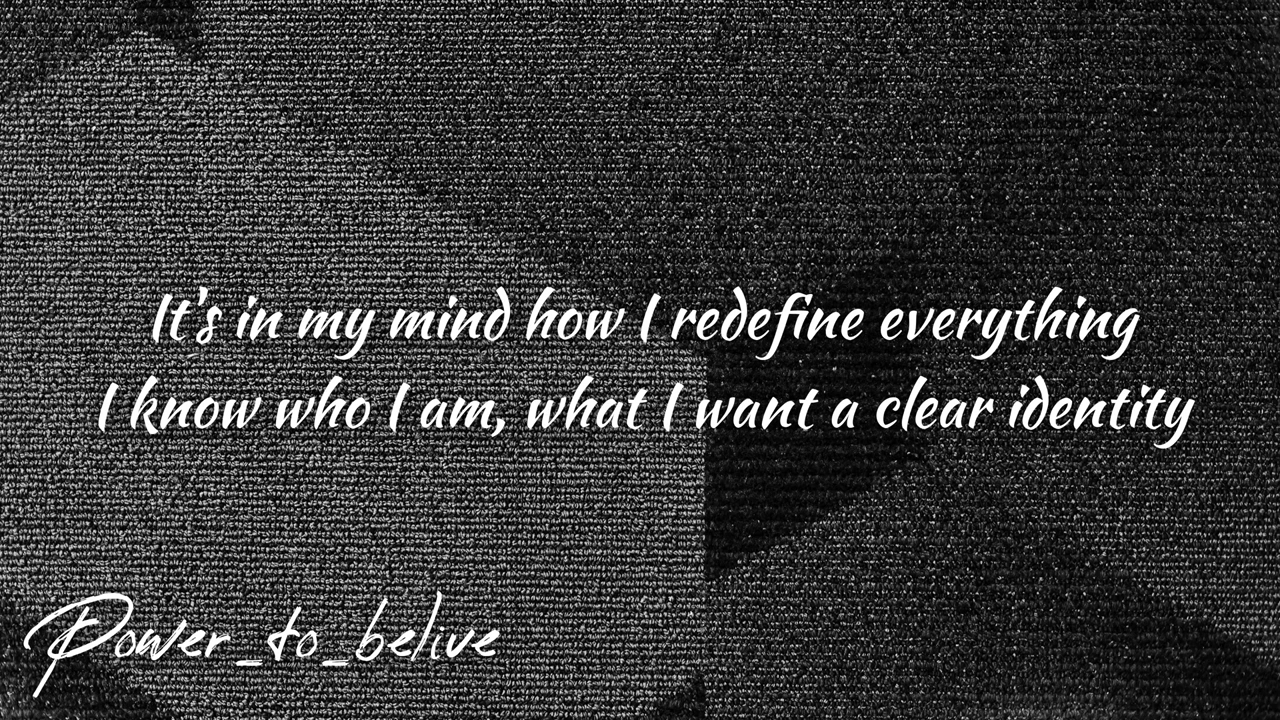 It's in my mind how I redefine everything
I know who I am, what I want a clear identity
Power_to_belive